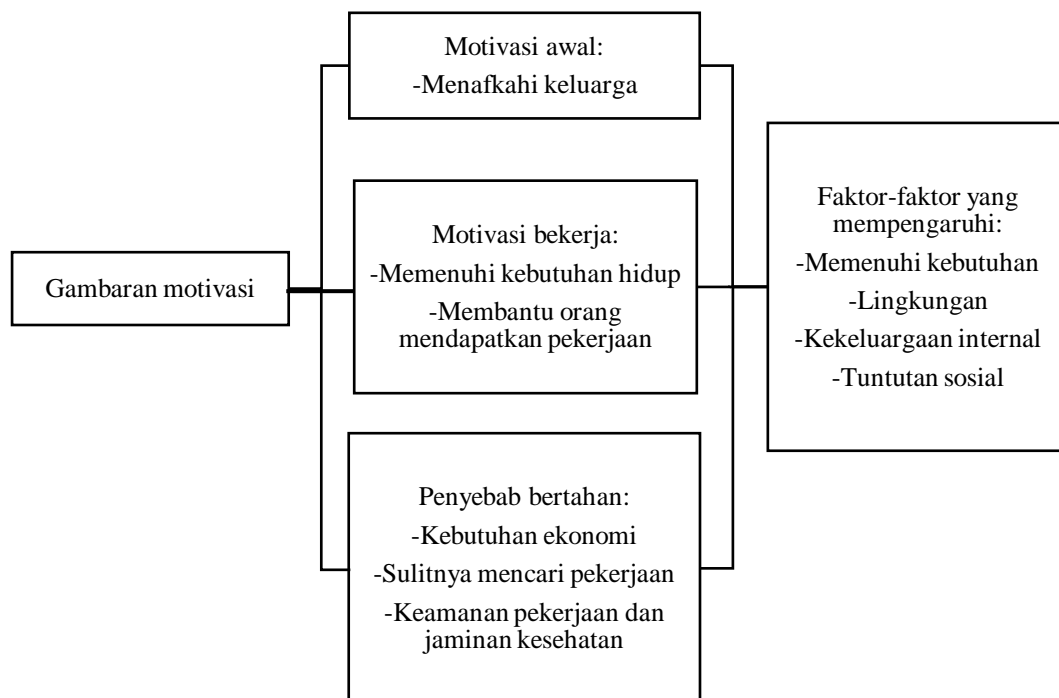 Gambaran motivasi
Motivasi awal:
-Menafkahi keluarga
Motivasi bekerja:
-Memenuhi kebutuhan hidup
-Membantu orang
mendapatkan pekerjaan
Penyebab bertahan:
-Kebutuhan ekonomi
-Sulitnya mencari pekerjaan
-Keamanan pekerjaan dan
jaminan kesehatan
Faktor-faktor yang
mempengaruhi:
-Memenuhi kebutuhan
-Lingkungan
-Kekeluargaan internal
-Tuntutan sosial